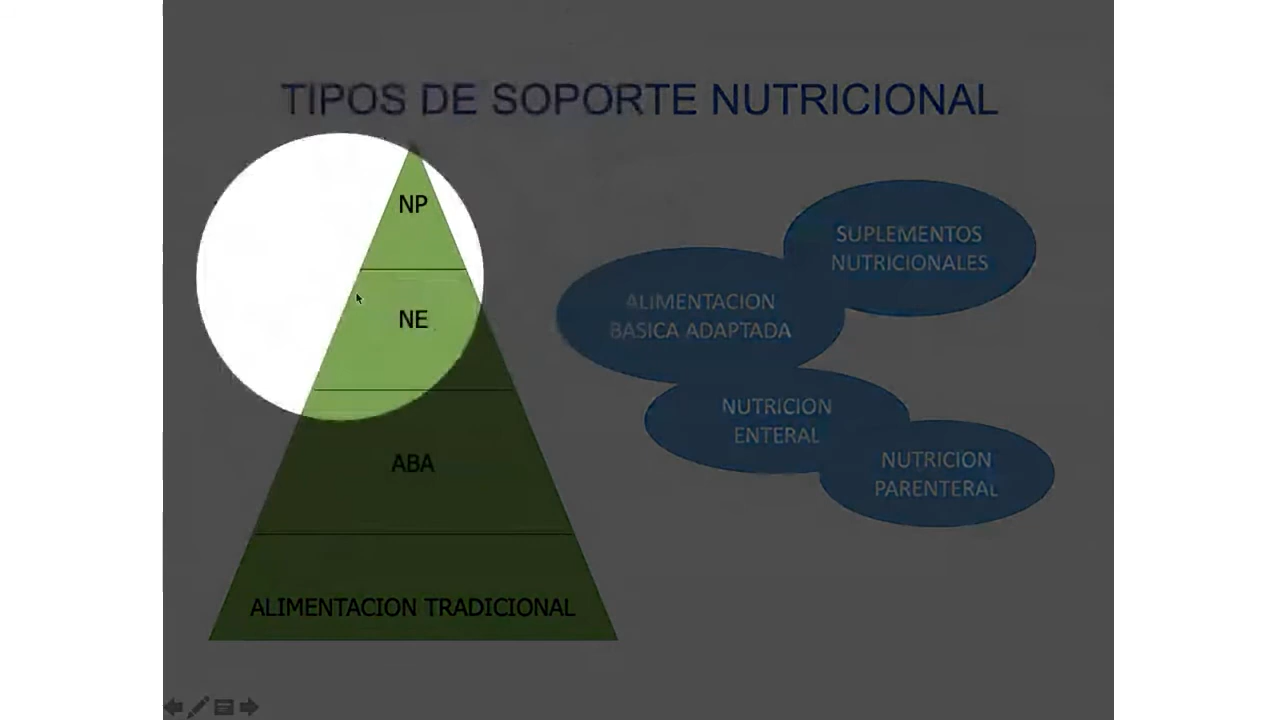 TIPOS DE SOPORTE NUTRICIONAL
NP
NE
ABA
ALIMENTACION TRADICIONAL
SUPLEMENTOS
NUTRICIONALES
ALIMENTACION
BASICA ADAPTADA
NUTRICION
ENTERAL
NUTRICION
PARENTERAL